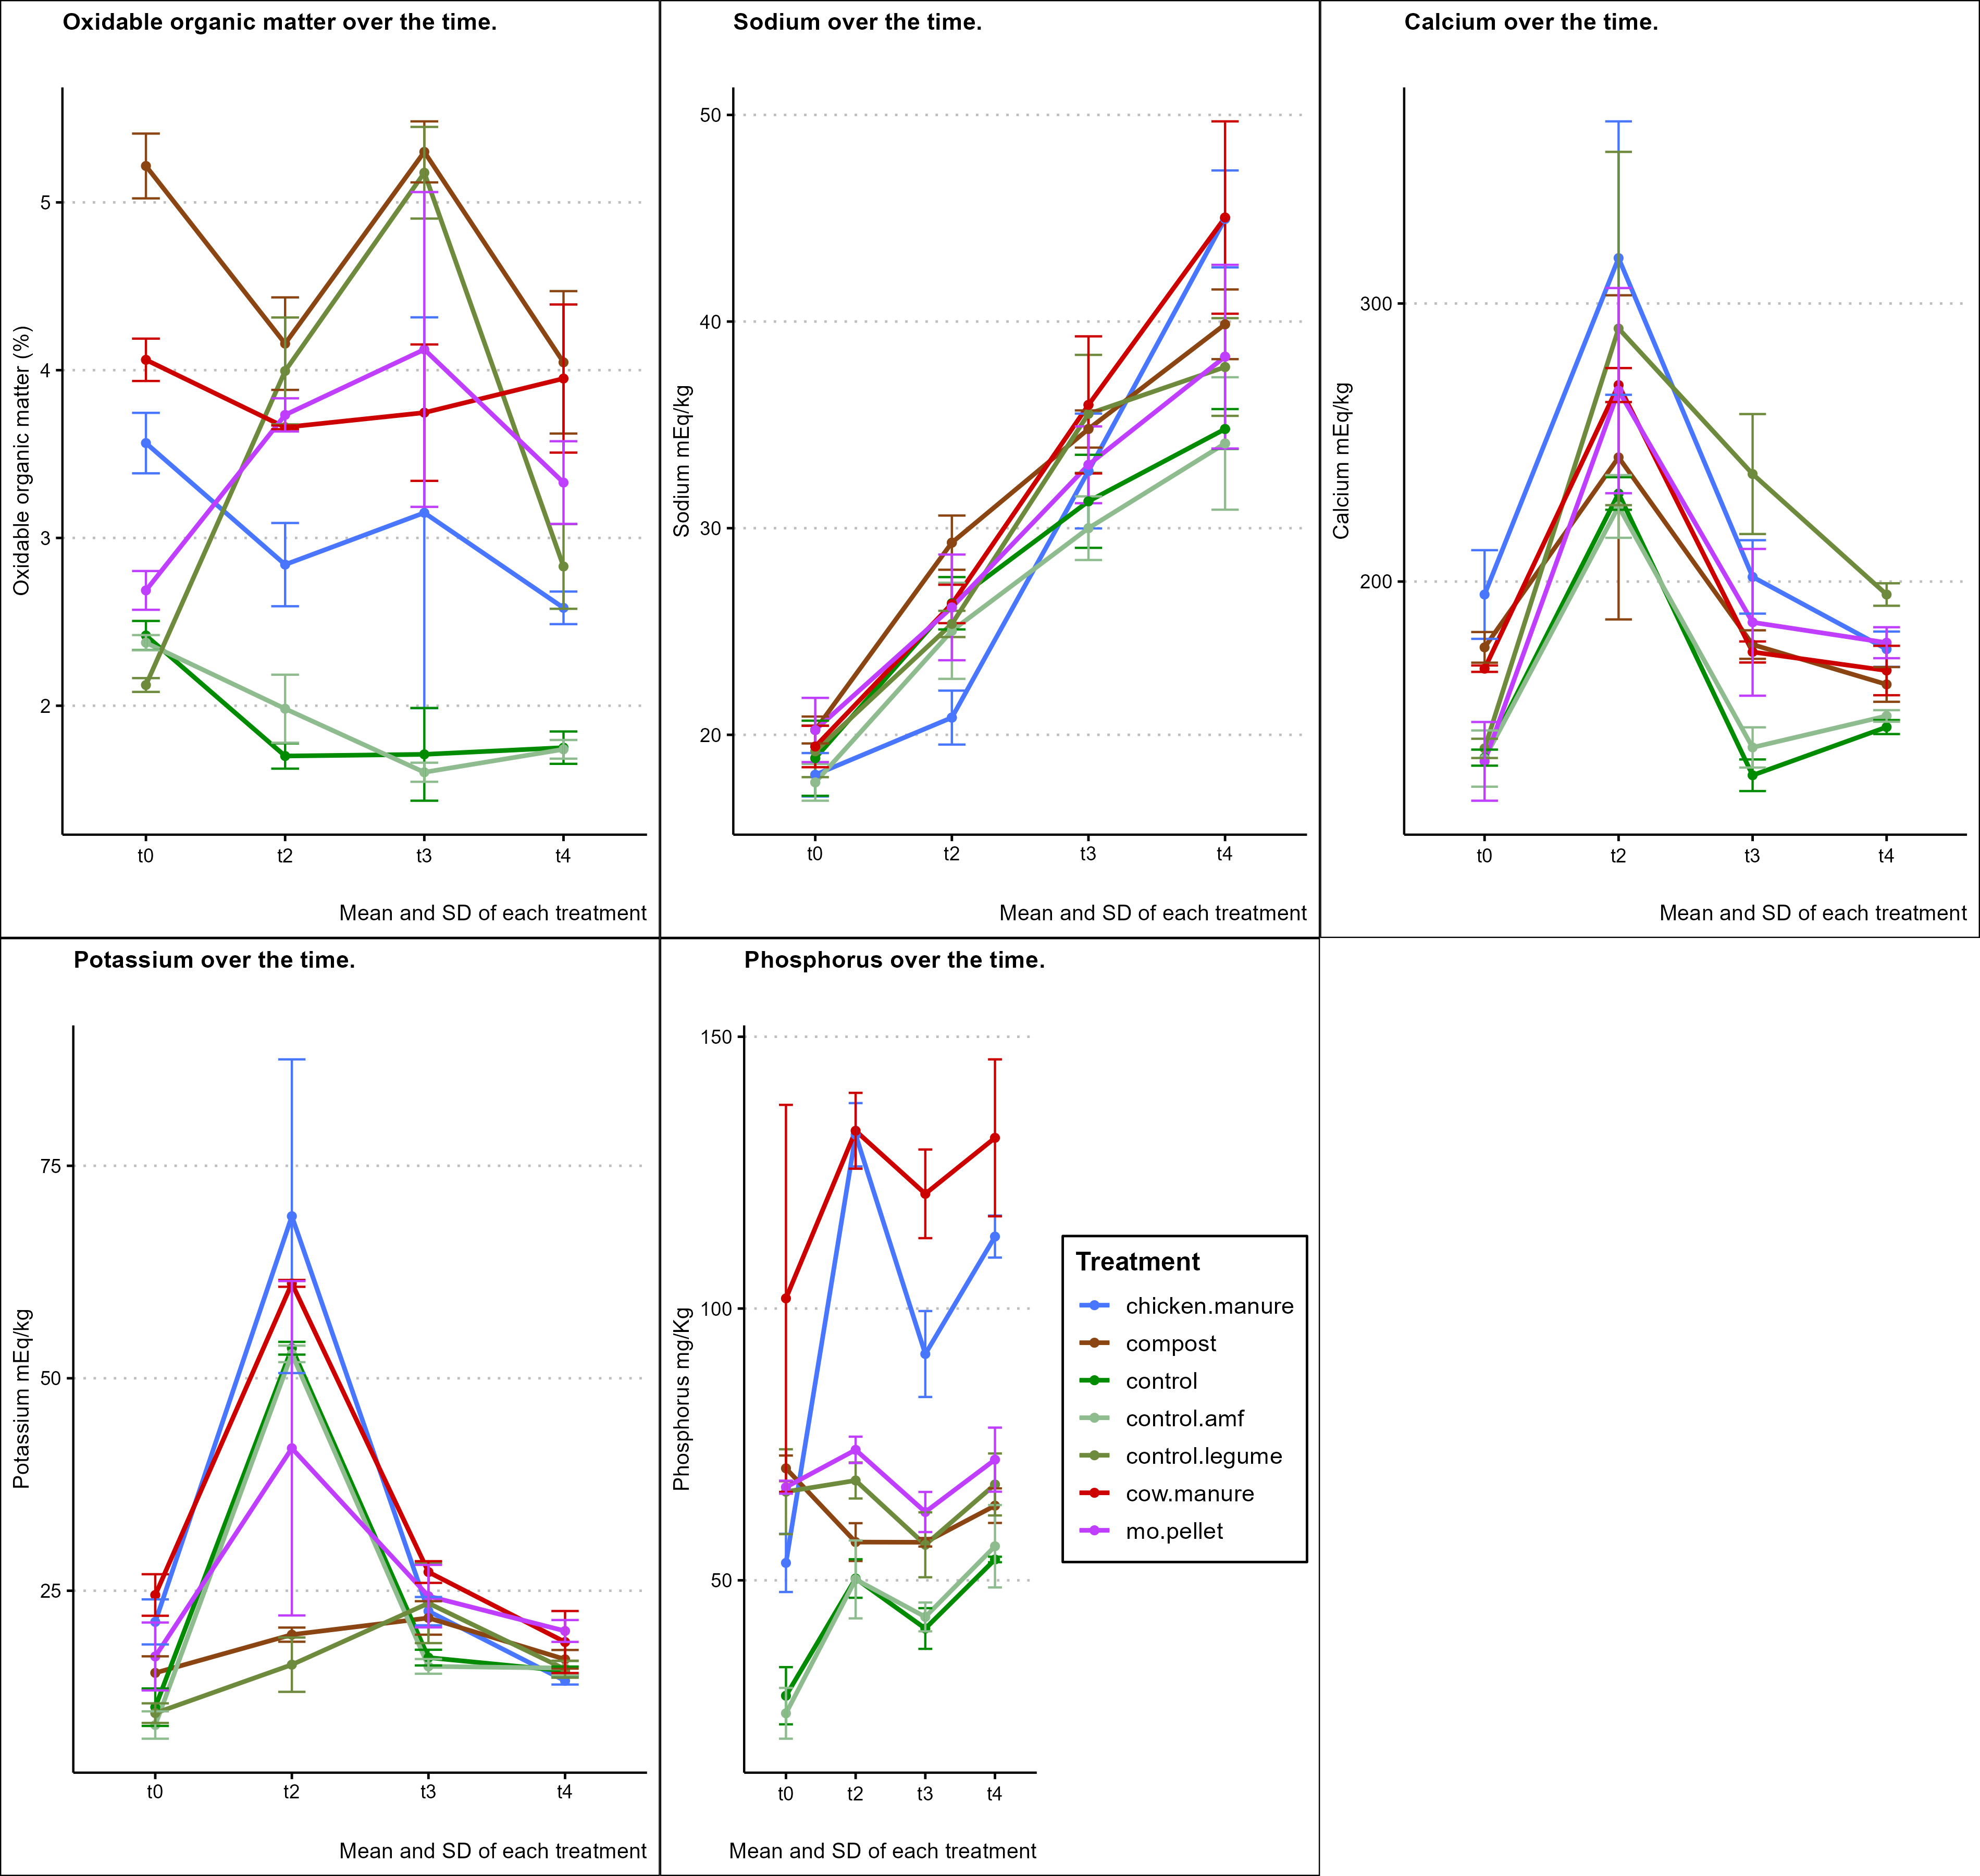 Oxidable organic matter over the time.
Oxidable organic matter (%)
5
4
3
2
t0 t2 t3 t4
Mean and SD of each treatment
Sodium over the time.
Sodium mEq/kg
50
40
30
20
t0 t2 t3 t4
Mean and SD of each treatment
Calcium over the time.
Calcium mEq/kg
300
200
t0 t2 t3 t4
Mean and SD of each treatment
Potassium over the time.
Potassium mEq/kg
75
50
25
t0 t2 t3 t4
Mean and SD of each treatment
Phosphorus over the time.
Phosphorus mg/Kg
150
100
50
t0 t2 t3 t4
Mean and SD of each treatment
Treatment
chicken.manure
compost
control
control.amf
control.legume
cow.manure
mo.pellet